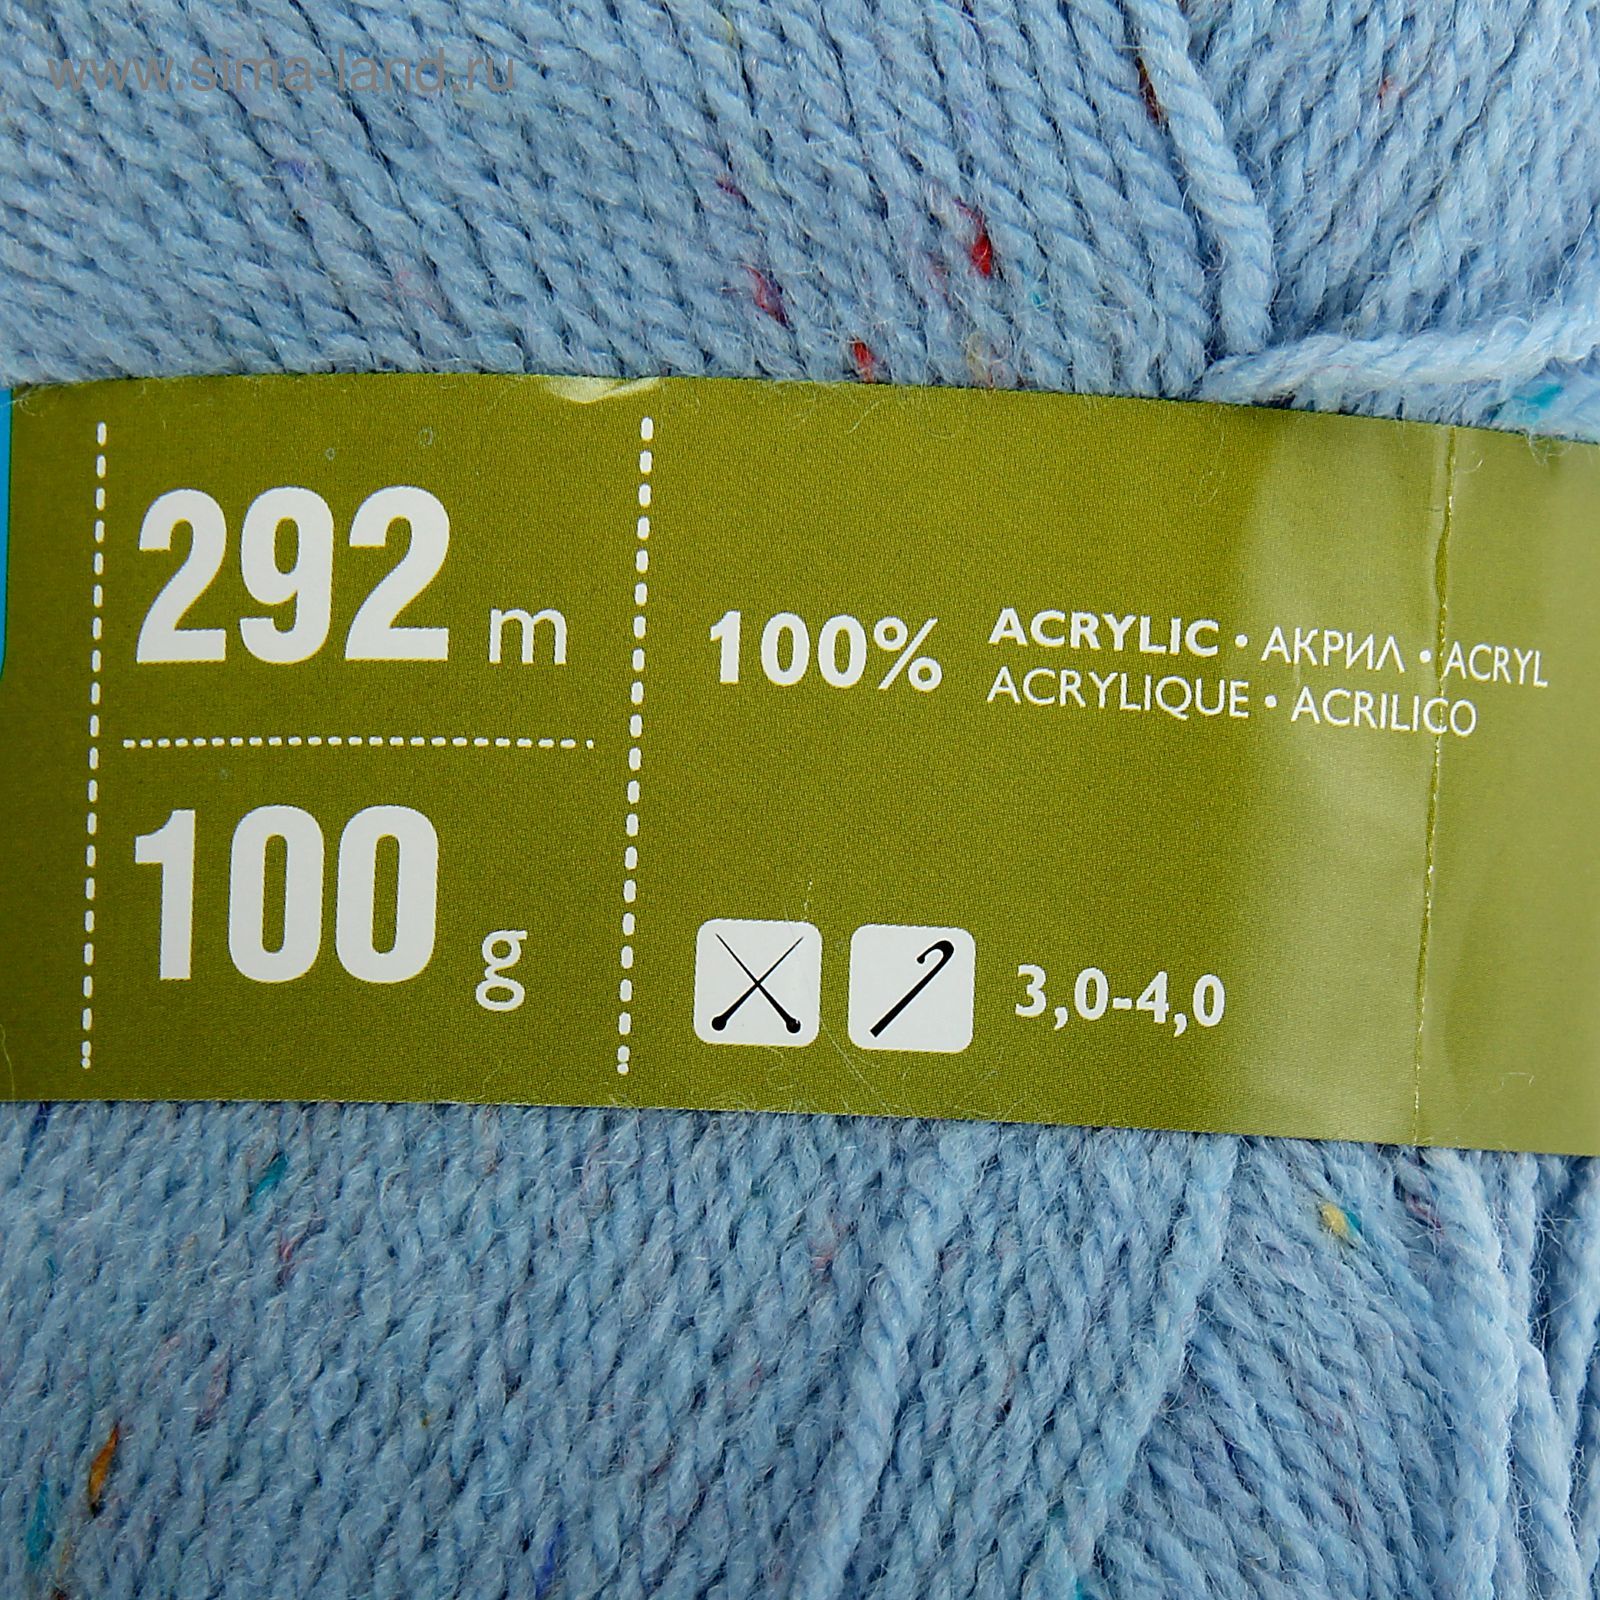 www.sima-land.ru
292 m
100 g
100% ACRYLIC • АКРИЛ • ACRYL
ACRYLIQUE • ACRILICO
3,0-4,0